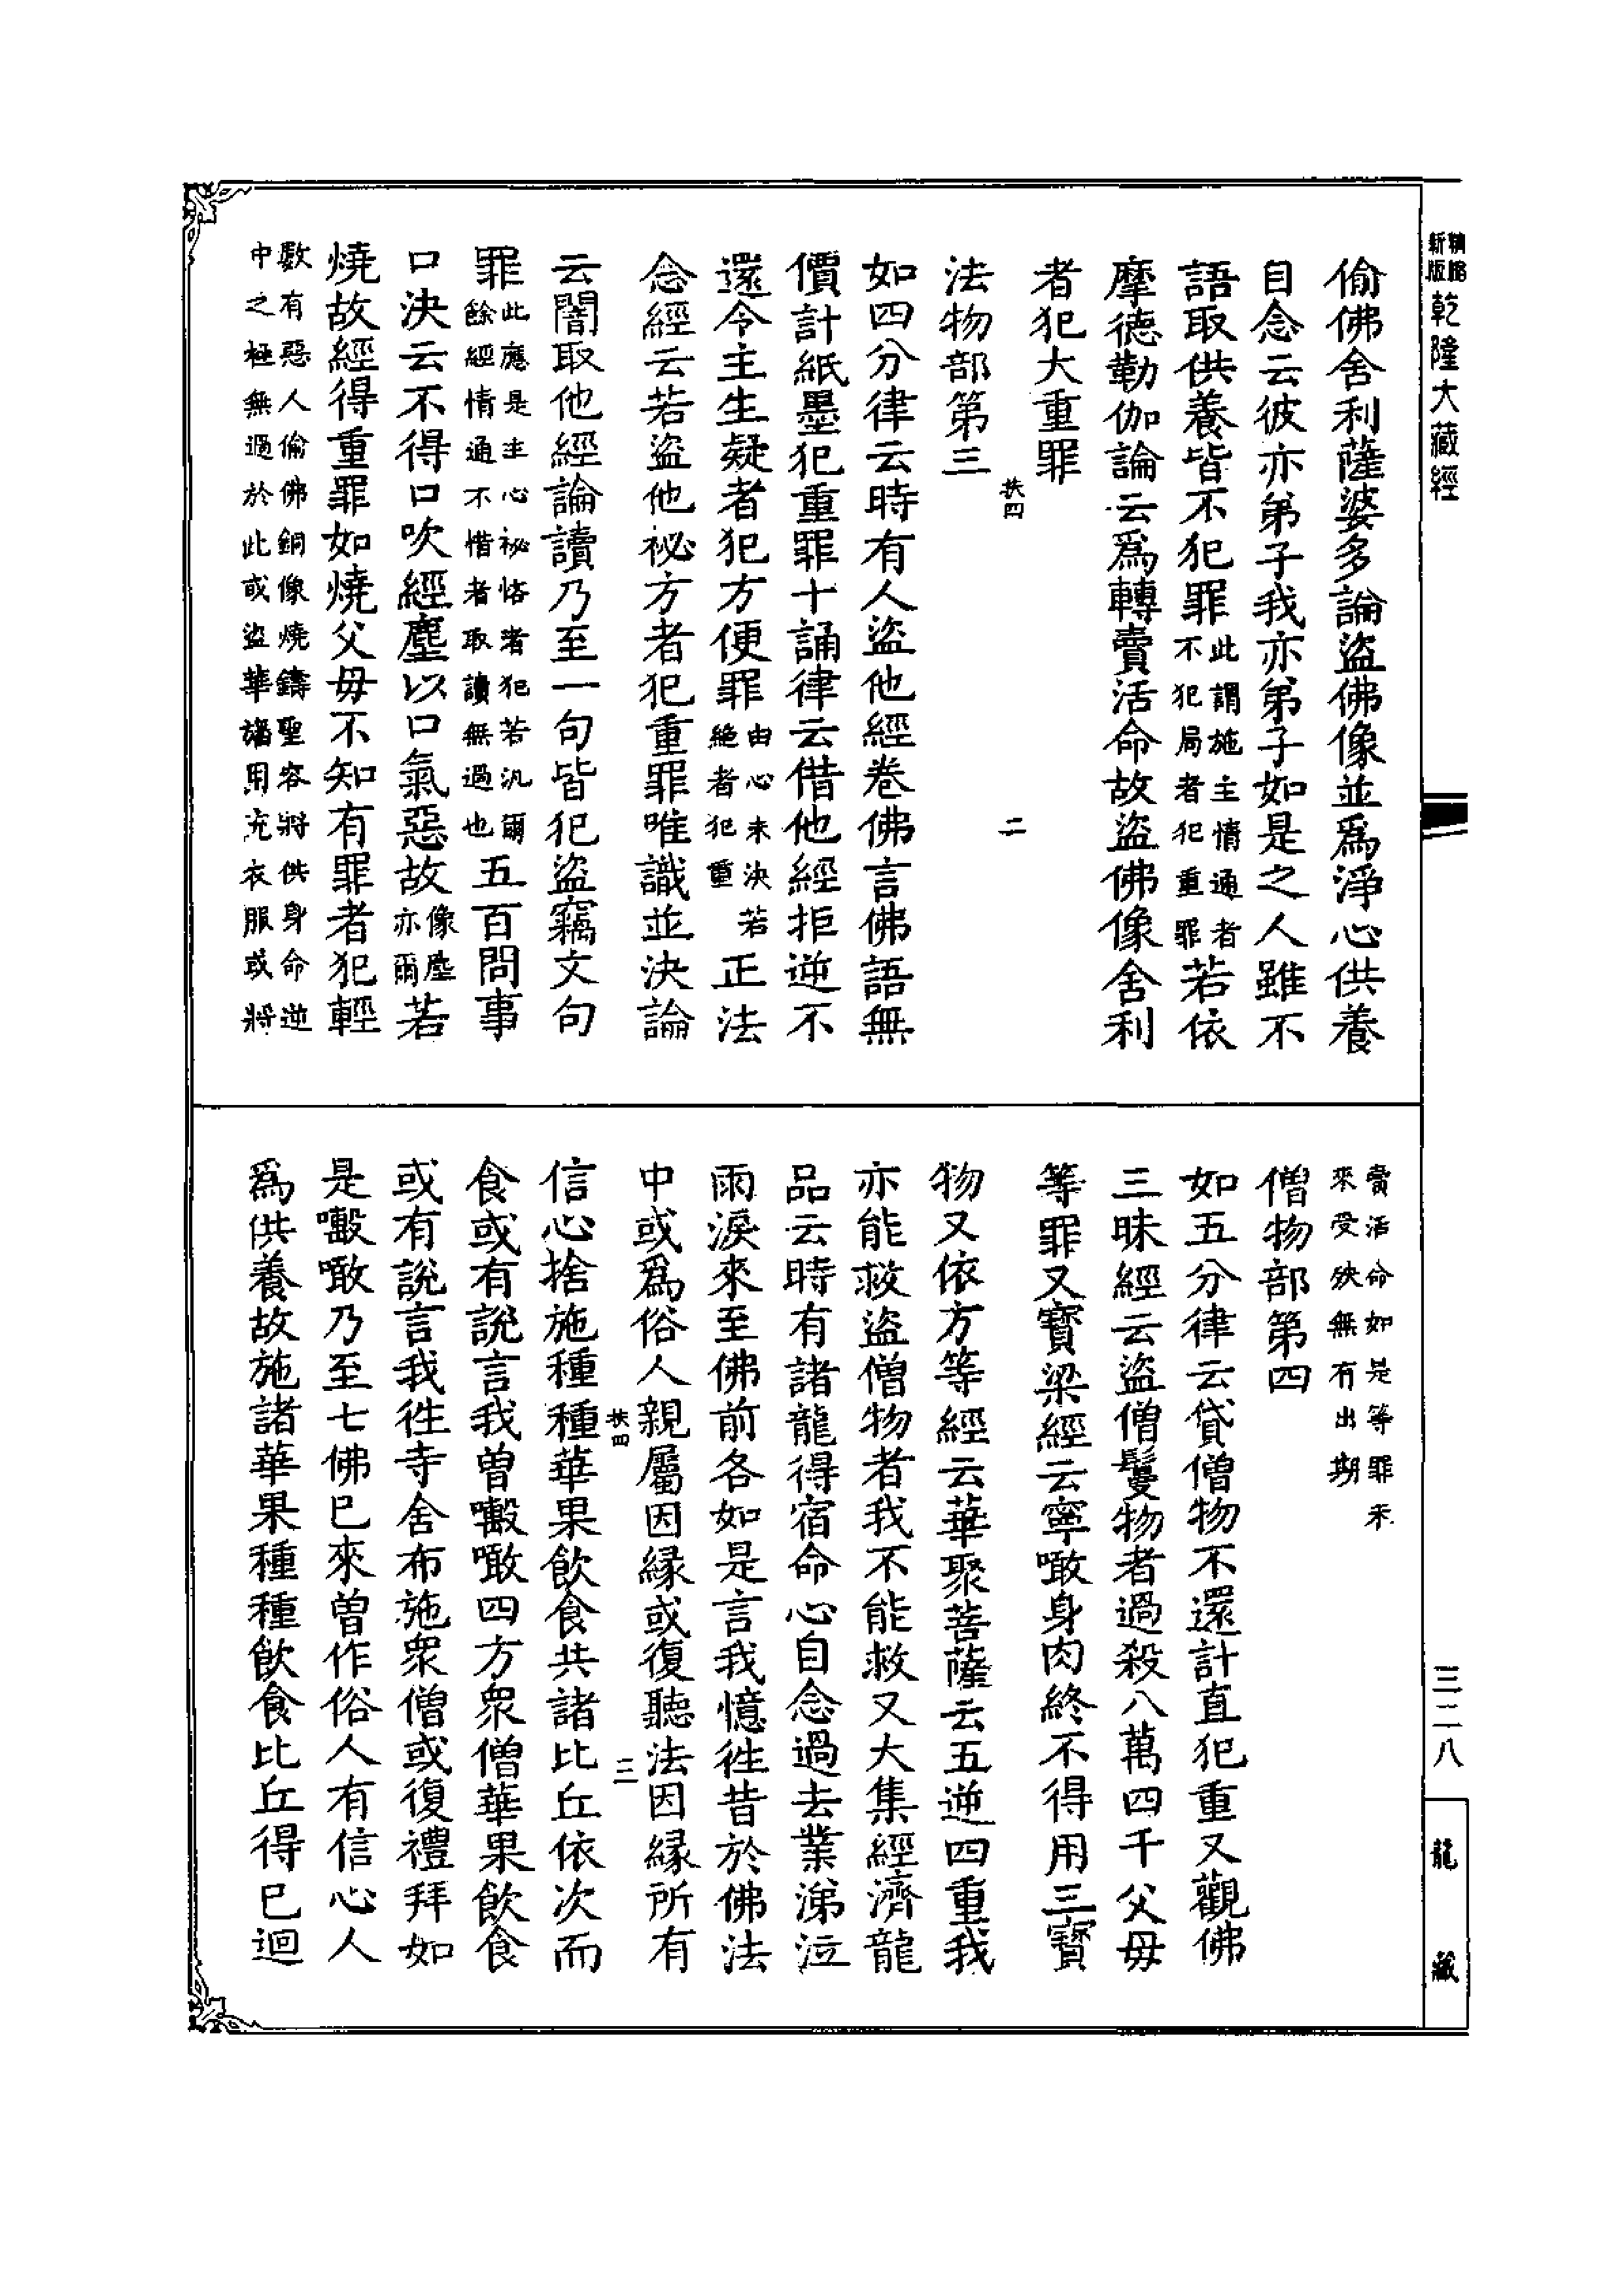 偷佛舍利薩婆多論盜佛像並爲淨心供養
自念云彼亦弟子我亦弟子如是之人雖不
語取供養皆不犯罪此謂施主情通者不犯局者犯重罪若依
摩德勒伽論云爲轉賣活命故盜佛像舍利
者犯大重罪
扶四 二
法物部第三
如四分律云時有人盜他經卷佛言佛語無
價計紙墨犯重罪十誦律云借他經拒逆不
還令主生疑者犯方便罪由心未決若絕者犯重正法
念經云若盜他祕方者犯重罪唯識並決論
云闇取他經論讀乃至一句皆犯盜竊文句
罪此應是主心祕悋者犯若汎爾餘經情通不惜者取讀無過也五百問事
口決云不得口吹經塵以口氣惡故像塵亦爾若
燒故經得重罪如燒父母不知有罪者犯輕
數有惡人偷佛銅像燒鑄聖容將供身命逆
中之極無過於此或盜華旛用充衣服或將
賣活命如是等罪未
來受殃無有出期
僧物部第四
如五分律云貸僧物不還計直犯重又觀佛
三昧經云盜僧鬘物者過殺八萬四千父母
等罪又寶梁經云寧噉身肉終不得用三寶
物又依方等經云華聚菩薩云五逆四重我
亦能救盜僧物者我不能救又大集經濟龍
品云時有諸龍得宿命心自念過去業涕泣
雨淚來至佛前各如是言我憶徃昔於佛法
中或爲俗人親屬因緣或復聽法因緣所有
扶四 三
信心捨施種種華果飲食共諸比丘依次而
食或有說言我曾噉噉四方衆僧華果飲食
或有說言我徃寺舍布施衆僧或復禮拜如
是噉噉乃至七佛已來曾作俗人有信心人
爲供養故施諸華果種種飲食比丘得已迴
新版 精縮 乾隆大藏經
三二八
龍藏